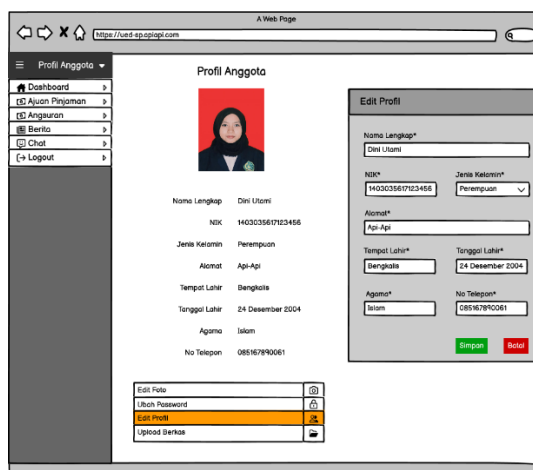 A Web Page
https://ued-sp.apiapi.com
Profil Anggota
Dashboard
Ajuan Pinjaman
Angsuran
Berita
Chat
Logout
Profil Anggota
Nama Lengkap Dini Utami
NIK 1403035617123456
Jenis Kelamin Perempuan
Alamat Api-Api
Tempat Lahir Bengkalis
Tanggal Lahir 24 Desember 2004
Agama Islam
No Telepon 085167890061
Edit Foto
Ubah Password
Edit Profil
Upload Berkas
Edit Profil
Nama Lengkap*
Dini Utami
NIK* Jenis Kelamin*
1403035617123456 Perempuan
Alamat*
Api-Api
Tempat Lahir* Tanggal Lahir*
Bengkalis 24 Desember 2004
Agama* No Telepon*
Islam 085167890061
Simpan Batal